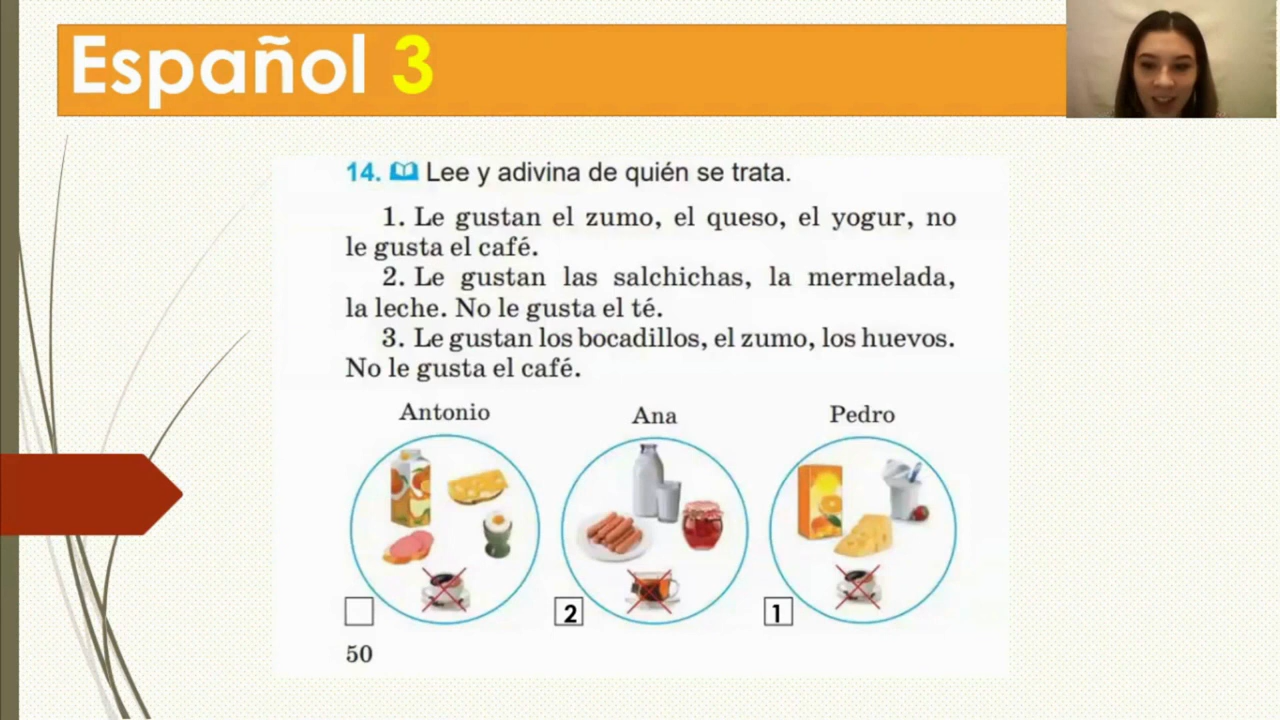 Español 3
14. Lee y adivina de quién se trata.
1. Le gustan el zumo, el queso, el yogur, no
le gusta el café.
2. Le gustan las salchichas, la mermelada,
la leche. No le gusta el té.
3. Le gustan los bocadillos, el zumo, los huevos.
No le gusta el café.
Antonio Ana Pedro
2 1
50